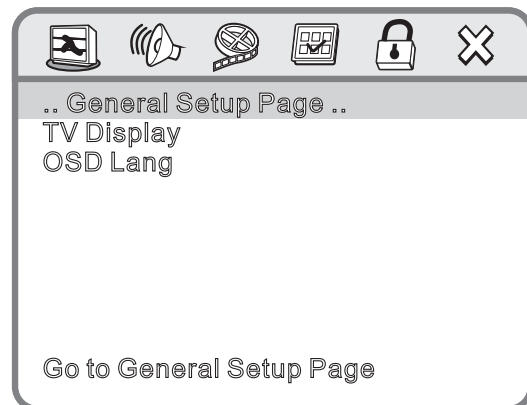 .. General Setup Page ..
TV Display
OSD Lang
Go to General Setup Page